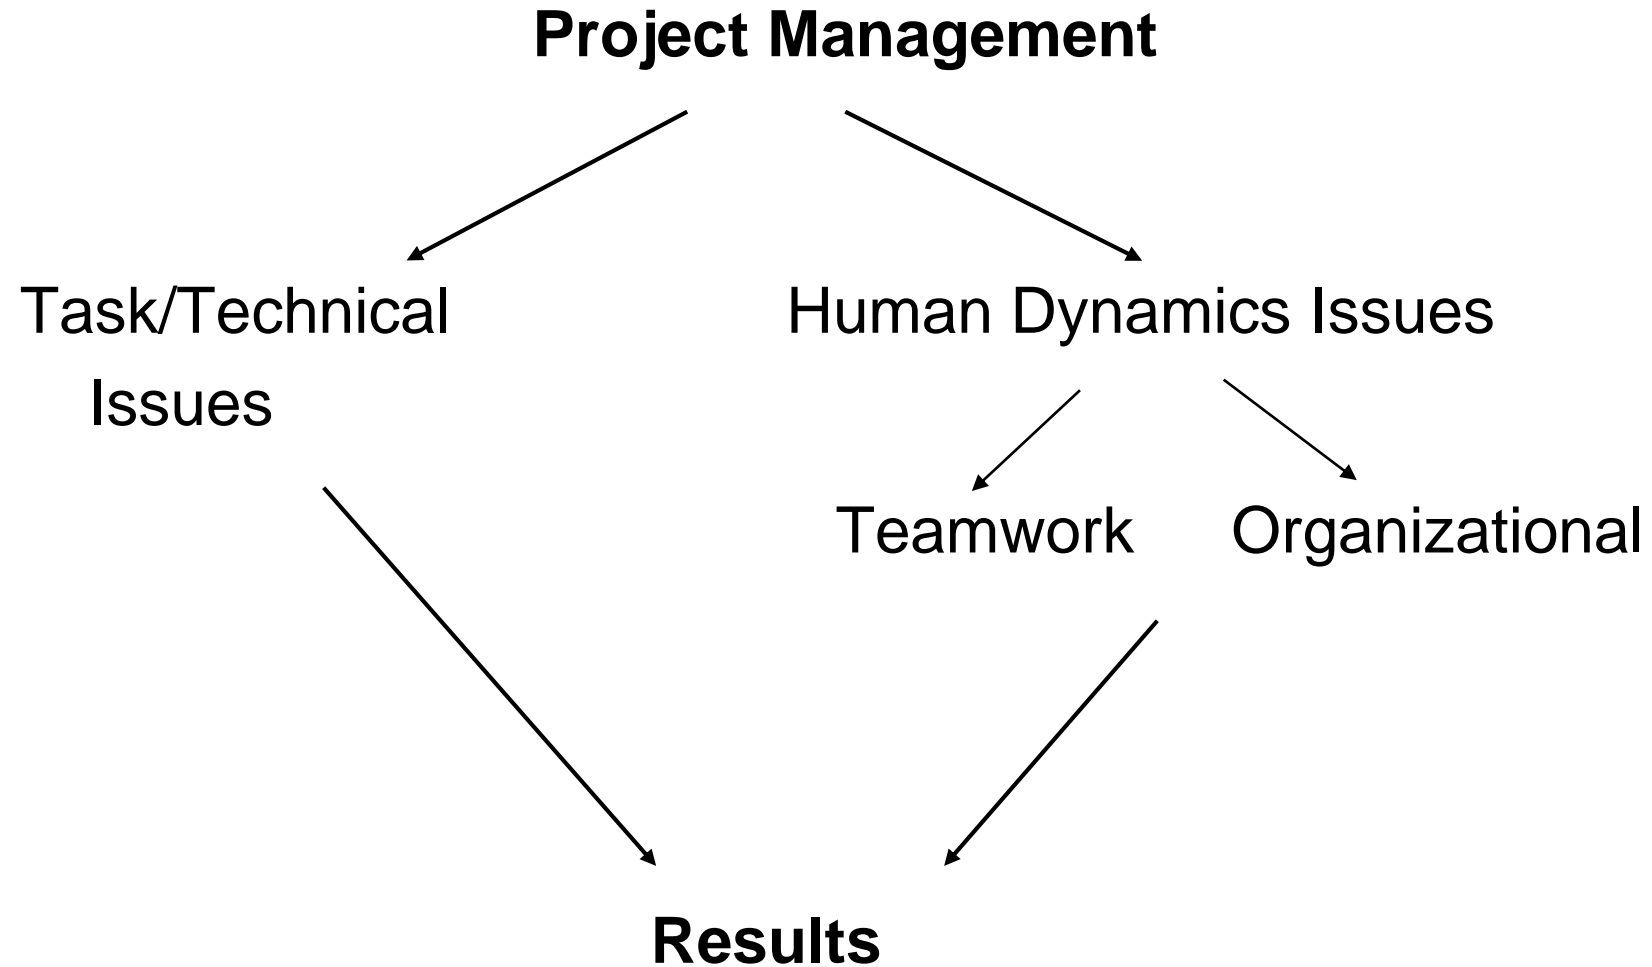 Project Management
Task/Technical
Issues
Human Dynamics Issues
Teamwork
Organizational
Results